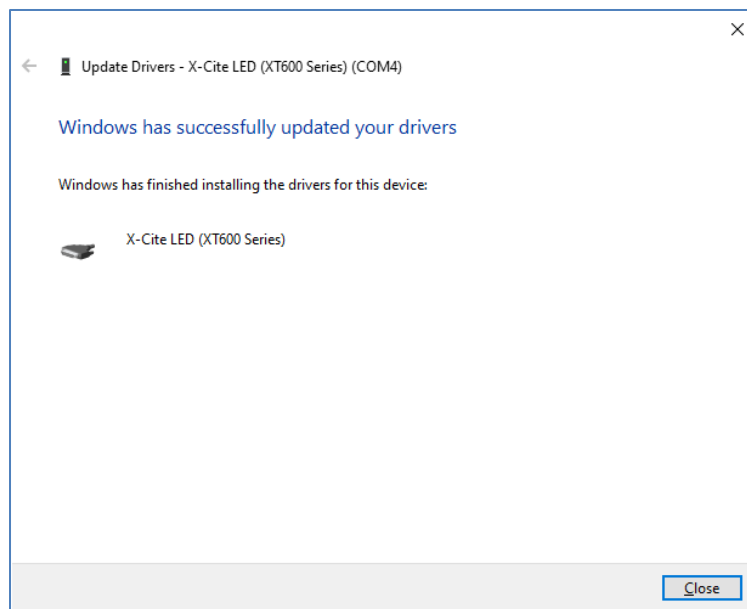 Update Drivers - X-Cite LED (XT600 Series) (COM4)
Windows has successfully updated your drivers
Windows has finished installing the drivers for this device:
X-Cite LED (XT600 Series)
Close